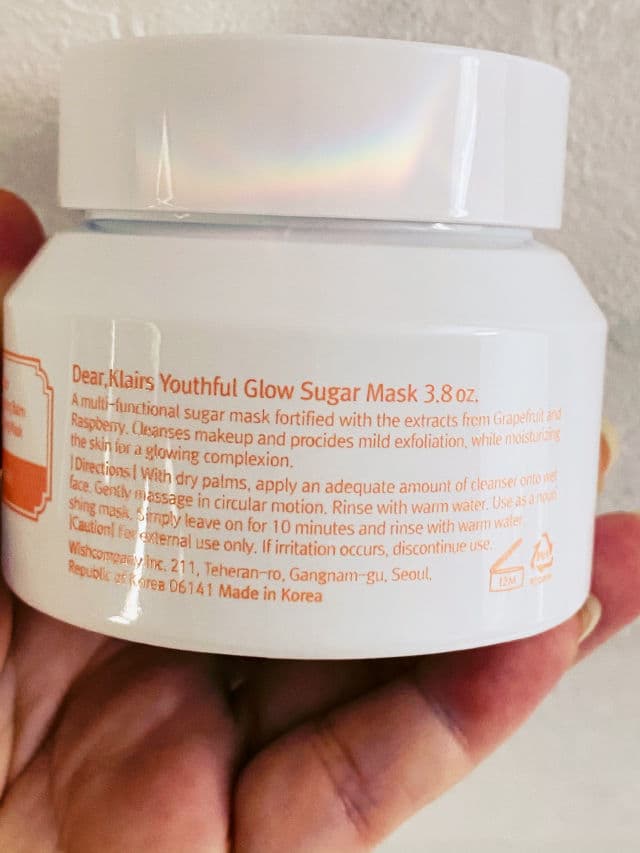 Dear,Klairs Youthful Glow Sugar Mask 3.8 oz.
A multi-functional sugar mask fortified with the extracts from Grapefruit and
Raspberry. Cleanses makeup and procides mild exfoliation, while moisturizing
the skin for a glowing complexion.
|Directions| With dry palms, apply an adequate amount of cleanser onto wet
face. Gently massage in circular motion. Rinse with warm water. Use as a nouri
shing mask, Simply leave on for 10 minutes and rinse with warm water.
|Caution| For external use only. If irritation occurs, discontinue use.
Wishcompany Inc. 211, Teheran-ro, Gangnam-gu, Seoul,
Republic of Korea 06141 Made in Korea
12M